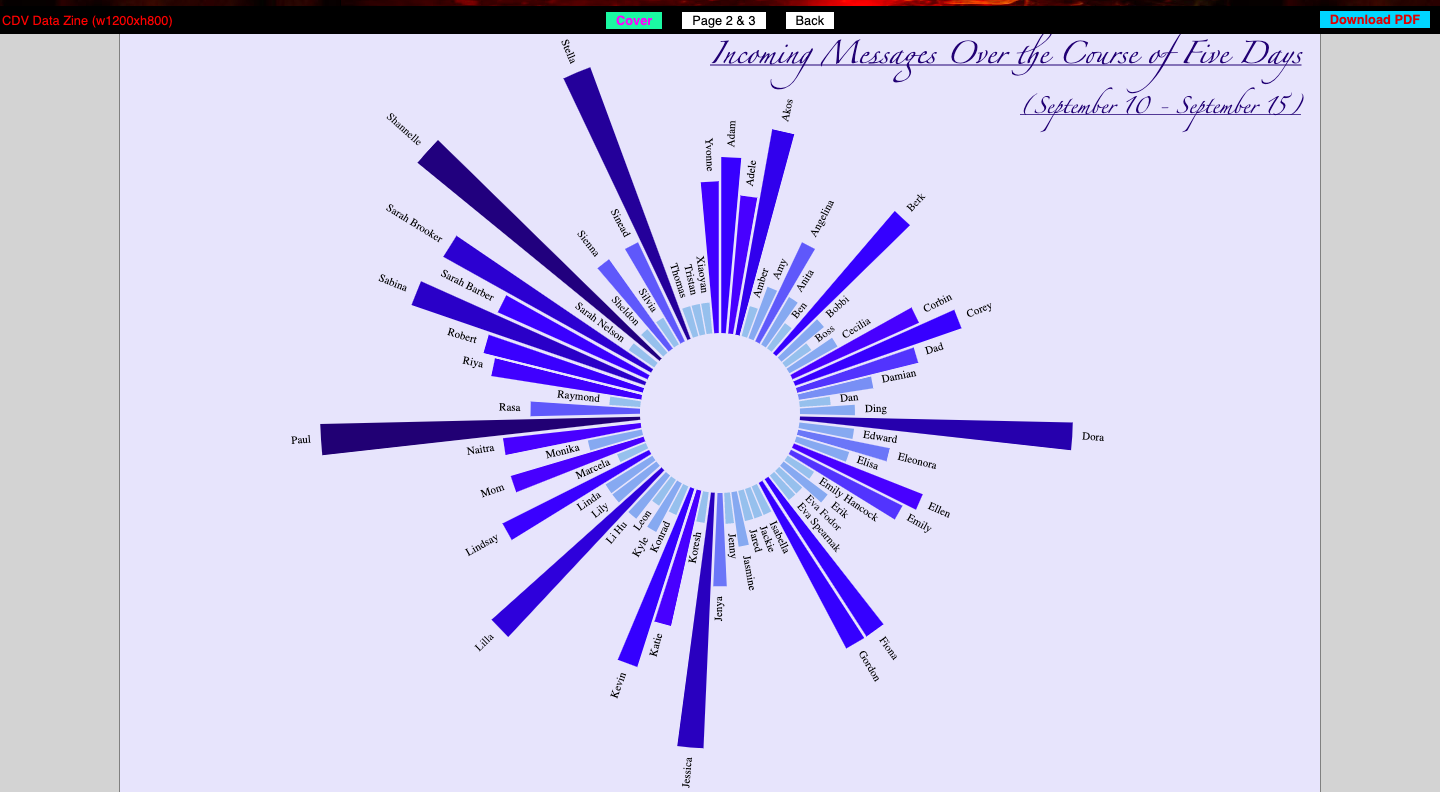 CDV Data Zine (w1200xh800)
Cover
Page 2 & 3
Back
Download PDF
Incoming Messages Over the Course of Five Days
(September 10 - September 15)
Adam
Adele
Akos
Amber
Amy
Angelina
Anita
Ben
Berk
Bobbi
Boss
Cecilia
Corbin
Corey
Dad
Damian
Dan
Ding
Dora
Edward
Eleonora
Elisa
Ellen
Emily
Emily Hancock
Erik
Eva Fodor
Eva Spearnak
Fiona
Gordon
Isabella
Jackie
Jared
Jasmine
Jenny
Jenya
Jessica
Koresh
Katie
Kevin
Konrad
Kyle
Leon
Li Hu
Lilla
Lily
Linda
Lindsay
Marcela
Mom
Monika
Naitra
Paul
Rasa
Raymond
Riya
Robert
Sabina
Sarah Barber
Sarah Brooker
Sarah Nelson
Shannelle
Sheldon
Sienna
Silvia
Sinead
Stella
Thomas
Tristan
Xiaoyan
Yvonne